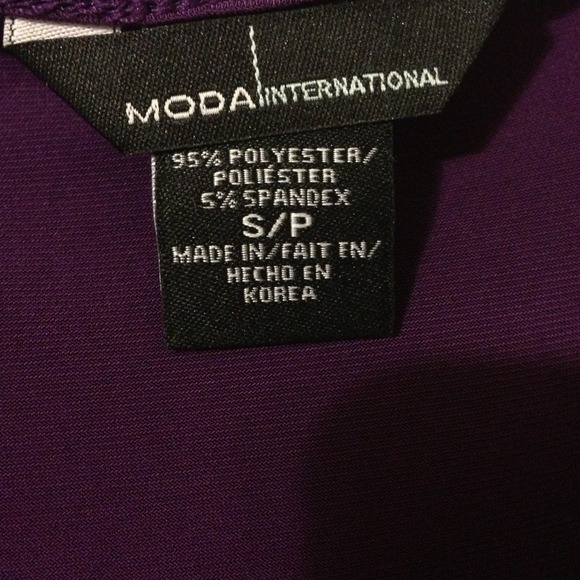 MODA INTERNATIONAL
95% POLYESTER/
POLIÉSTER
5% SPANDEX
S/P
MADE IN/FAIT EN/
HECHO EN
KOREA